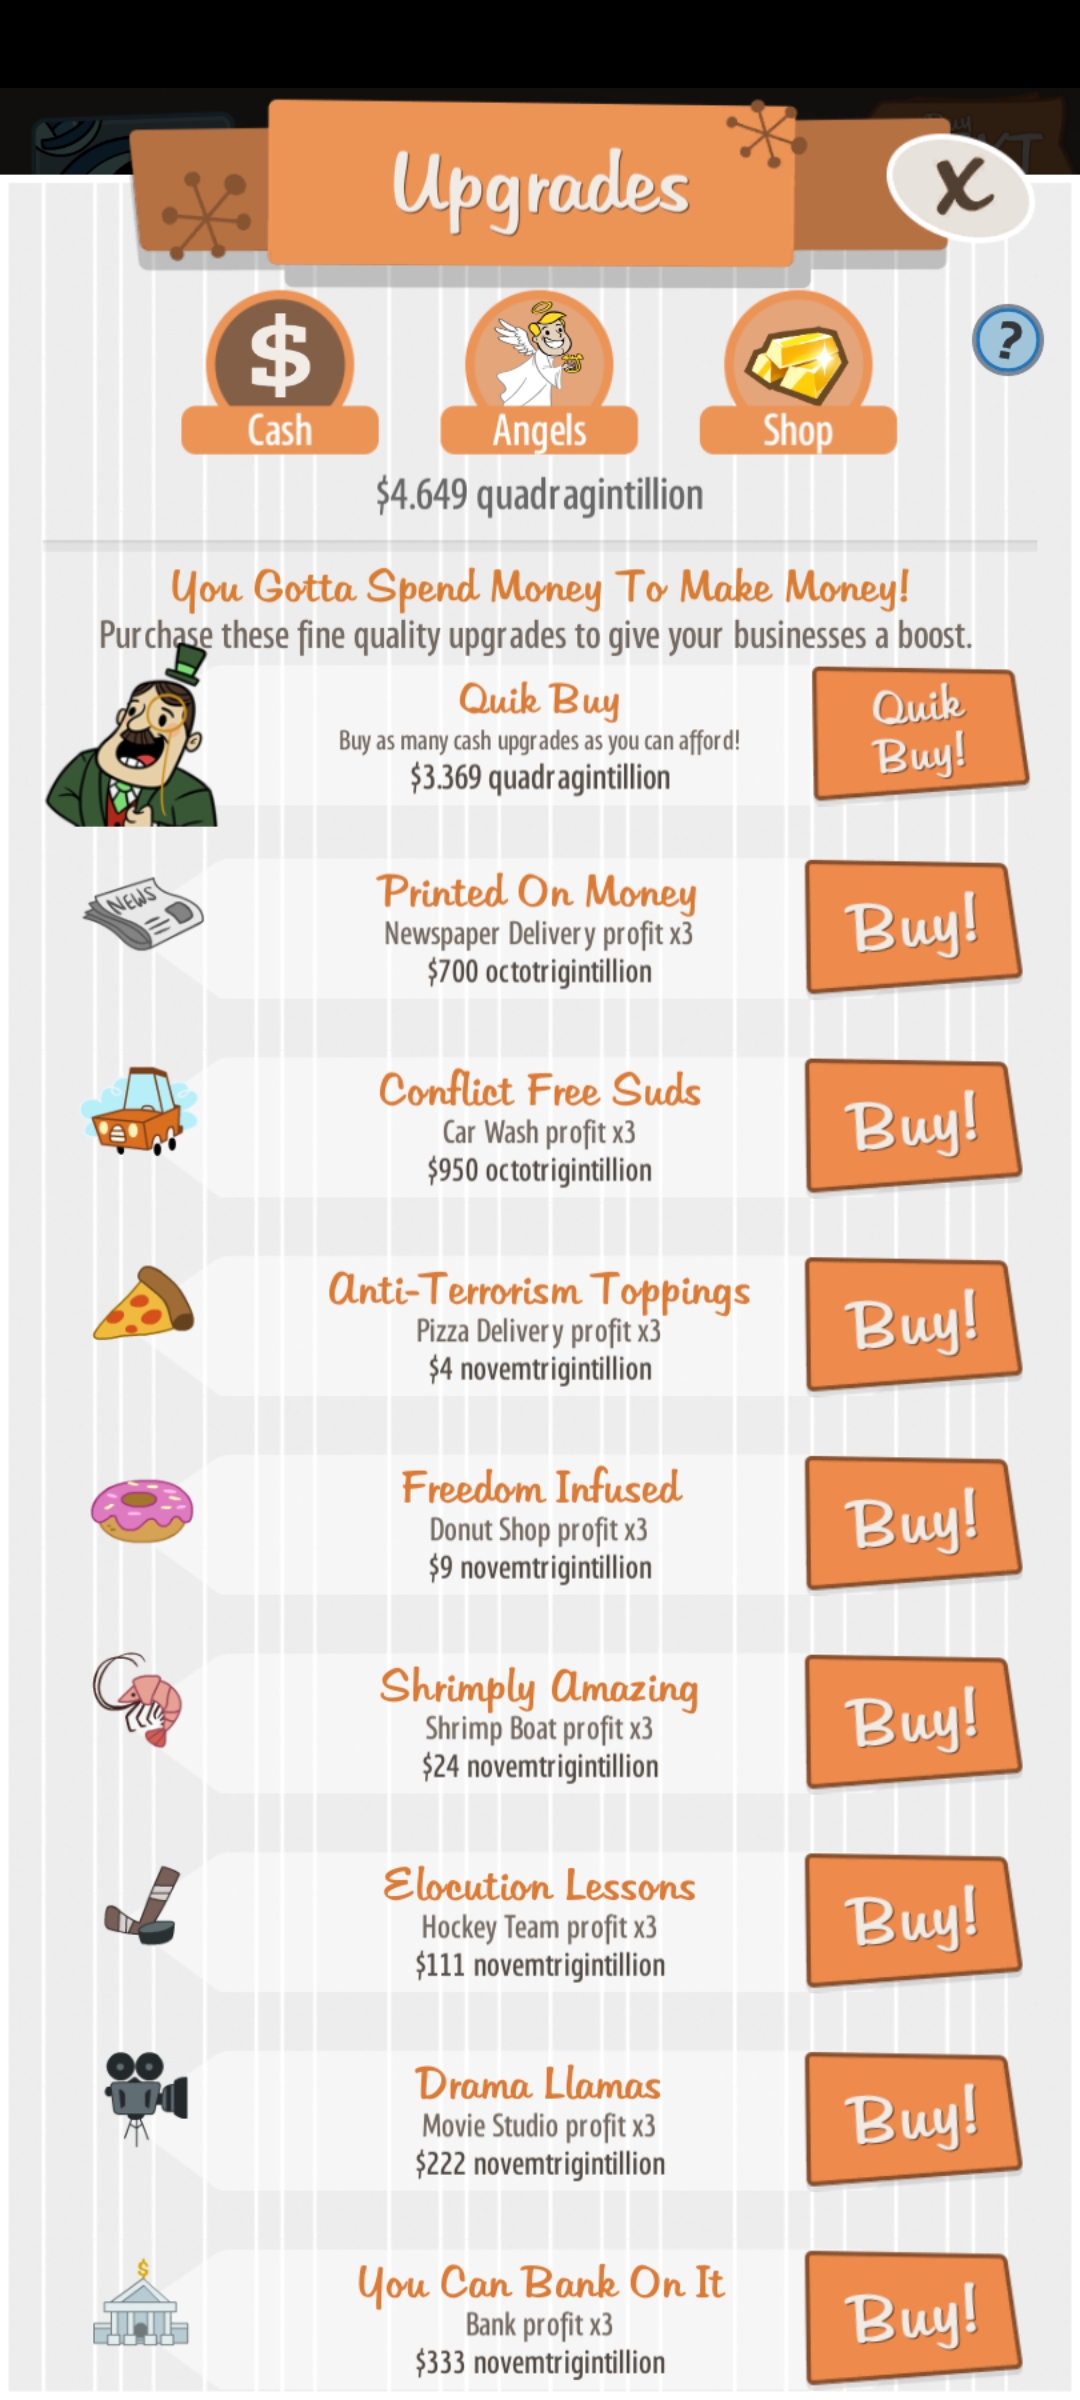 Upgrades
X
$
Cash
Angels
Shop
?
$4.649 quadragintillion
You Gotta Spend Money To Make Money!
Purchase these fine quality upgrades to give your businesses a boost.
Quik Buy
Buy as many cash upgrades as you can afford!
$3.369 quadragintillion
Quik
Buy!
NEWS
Printed On Money
Newspaper Delivery profit x3
$700 octotrigintillion
Buy!
Conflict Free Suds
Car Wash profit x3
$950 octotrigintillion
Buy!
Anti-Terrorism Toppings
Pizza Delivery profit x3
$4 novemtrigintillion
Buy!
Freedom Infused
Donut Shop profit x3
$9 novemtrigintillion
Buy!
Shrimply Amazing
Shrimp Boat profit x3
$24 novemtrigintillion
Buy!
Elocution Lessons
Hockey Team profit x3
$111 novemtrigintillion
Buy!
Drama Llamas
Movie Studio profit x3
$222 novemtrigintillion
Buy!
$
You Can Bank On It
Bank profit x3
$333 novemtrigintillion
Buy!